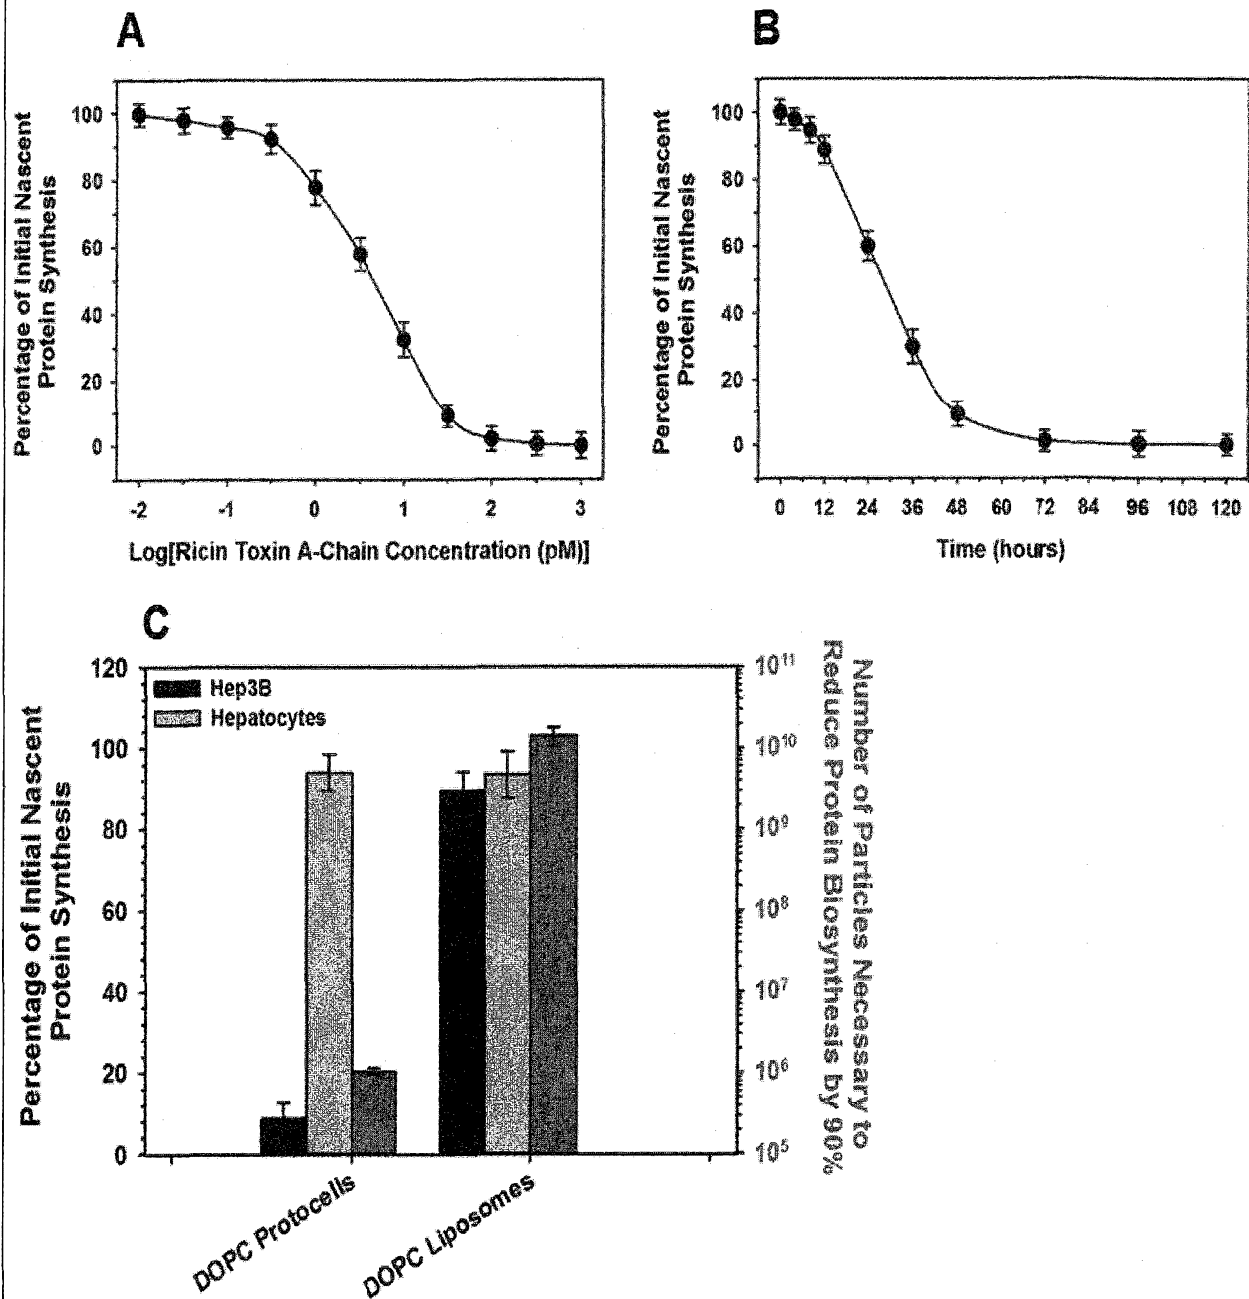 A
Percentage of Initial Nascent
Protein Synthesis
100
80
60
40
20
0
-2 -1 0 1 2 3
Log[Ricin Toxin A-Chain Concentration (pM)]
B
Percentage of Initial Nascent
Protein Synthesis
100
80
60
40
20
0
0 12 24 36 48 60 72 84 96 108 120
Time (hours)
C
Percentage of Initial Nascent
Protein Synthesis
120
100
80
60
40
20
0
Hep3B
Hepatocytes
10¹¹
10¹⁰
10⁹
10⁸
10⁷
10⁶
10⁵
Number of Particles Necessary to
Reduce Protein Biosynthesis by 90%
DOPC Protocells
DOPC Liposomes